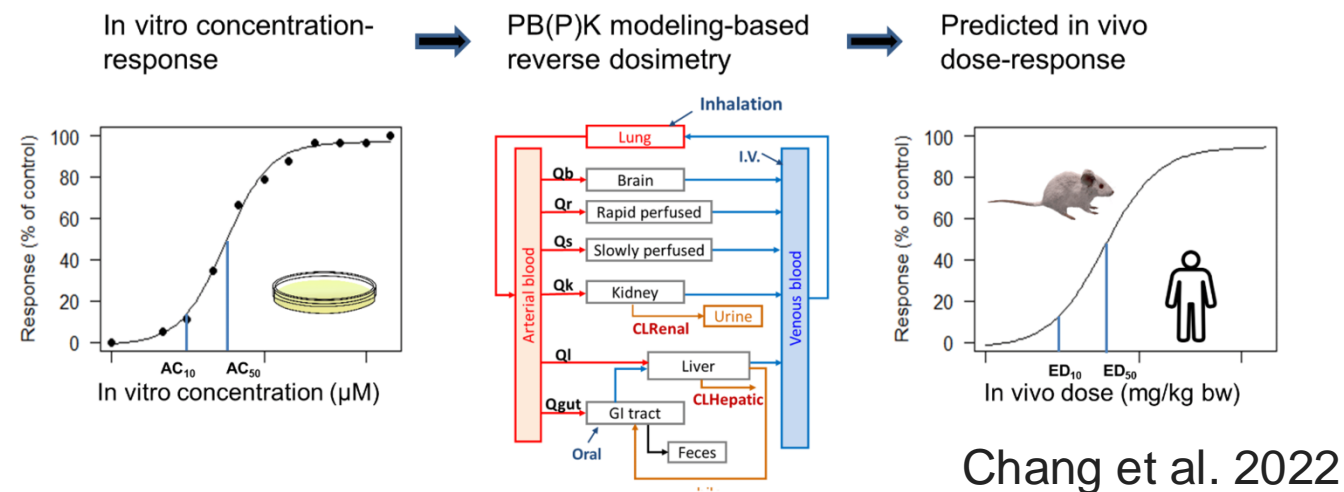 In vitro concentration-
response
PB(P)K modeling-based
reverse dosimetry
Predicted in vivo
dose-response
Response (% of control)
100
80
60
40
20
0
AC10
AC50
In vitro concentration (µM)
Inhalation
Lung
I.V.
Arterial blood
Venous blood
Qb
Brain
Qr
Rapid perfused
Qs
Slowly perfused
Qk
Kidney
Urine
CLRenal
Ql
Liver
CLHepatic
Qgut
GI tract
Oral
Feces
Response (% of control)
100
80
60
40
20
0
ED10
ED50
In vivo dose (mg/kg bw)
Chang et al. 2022